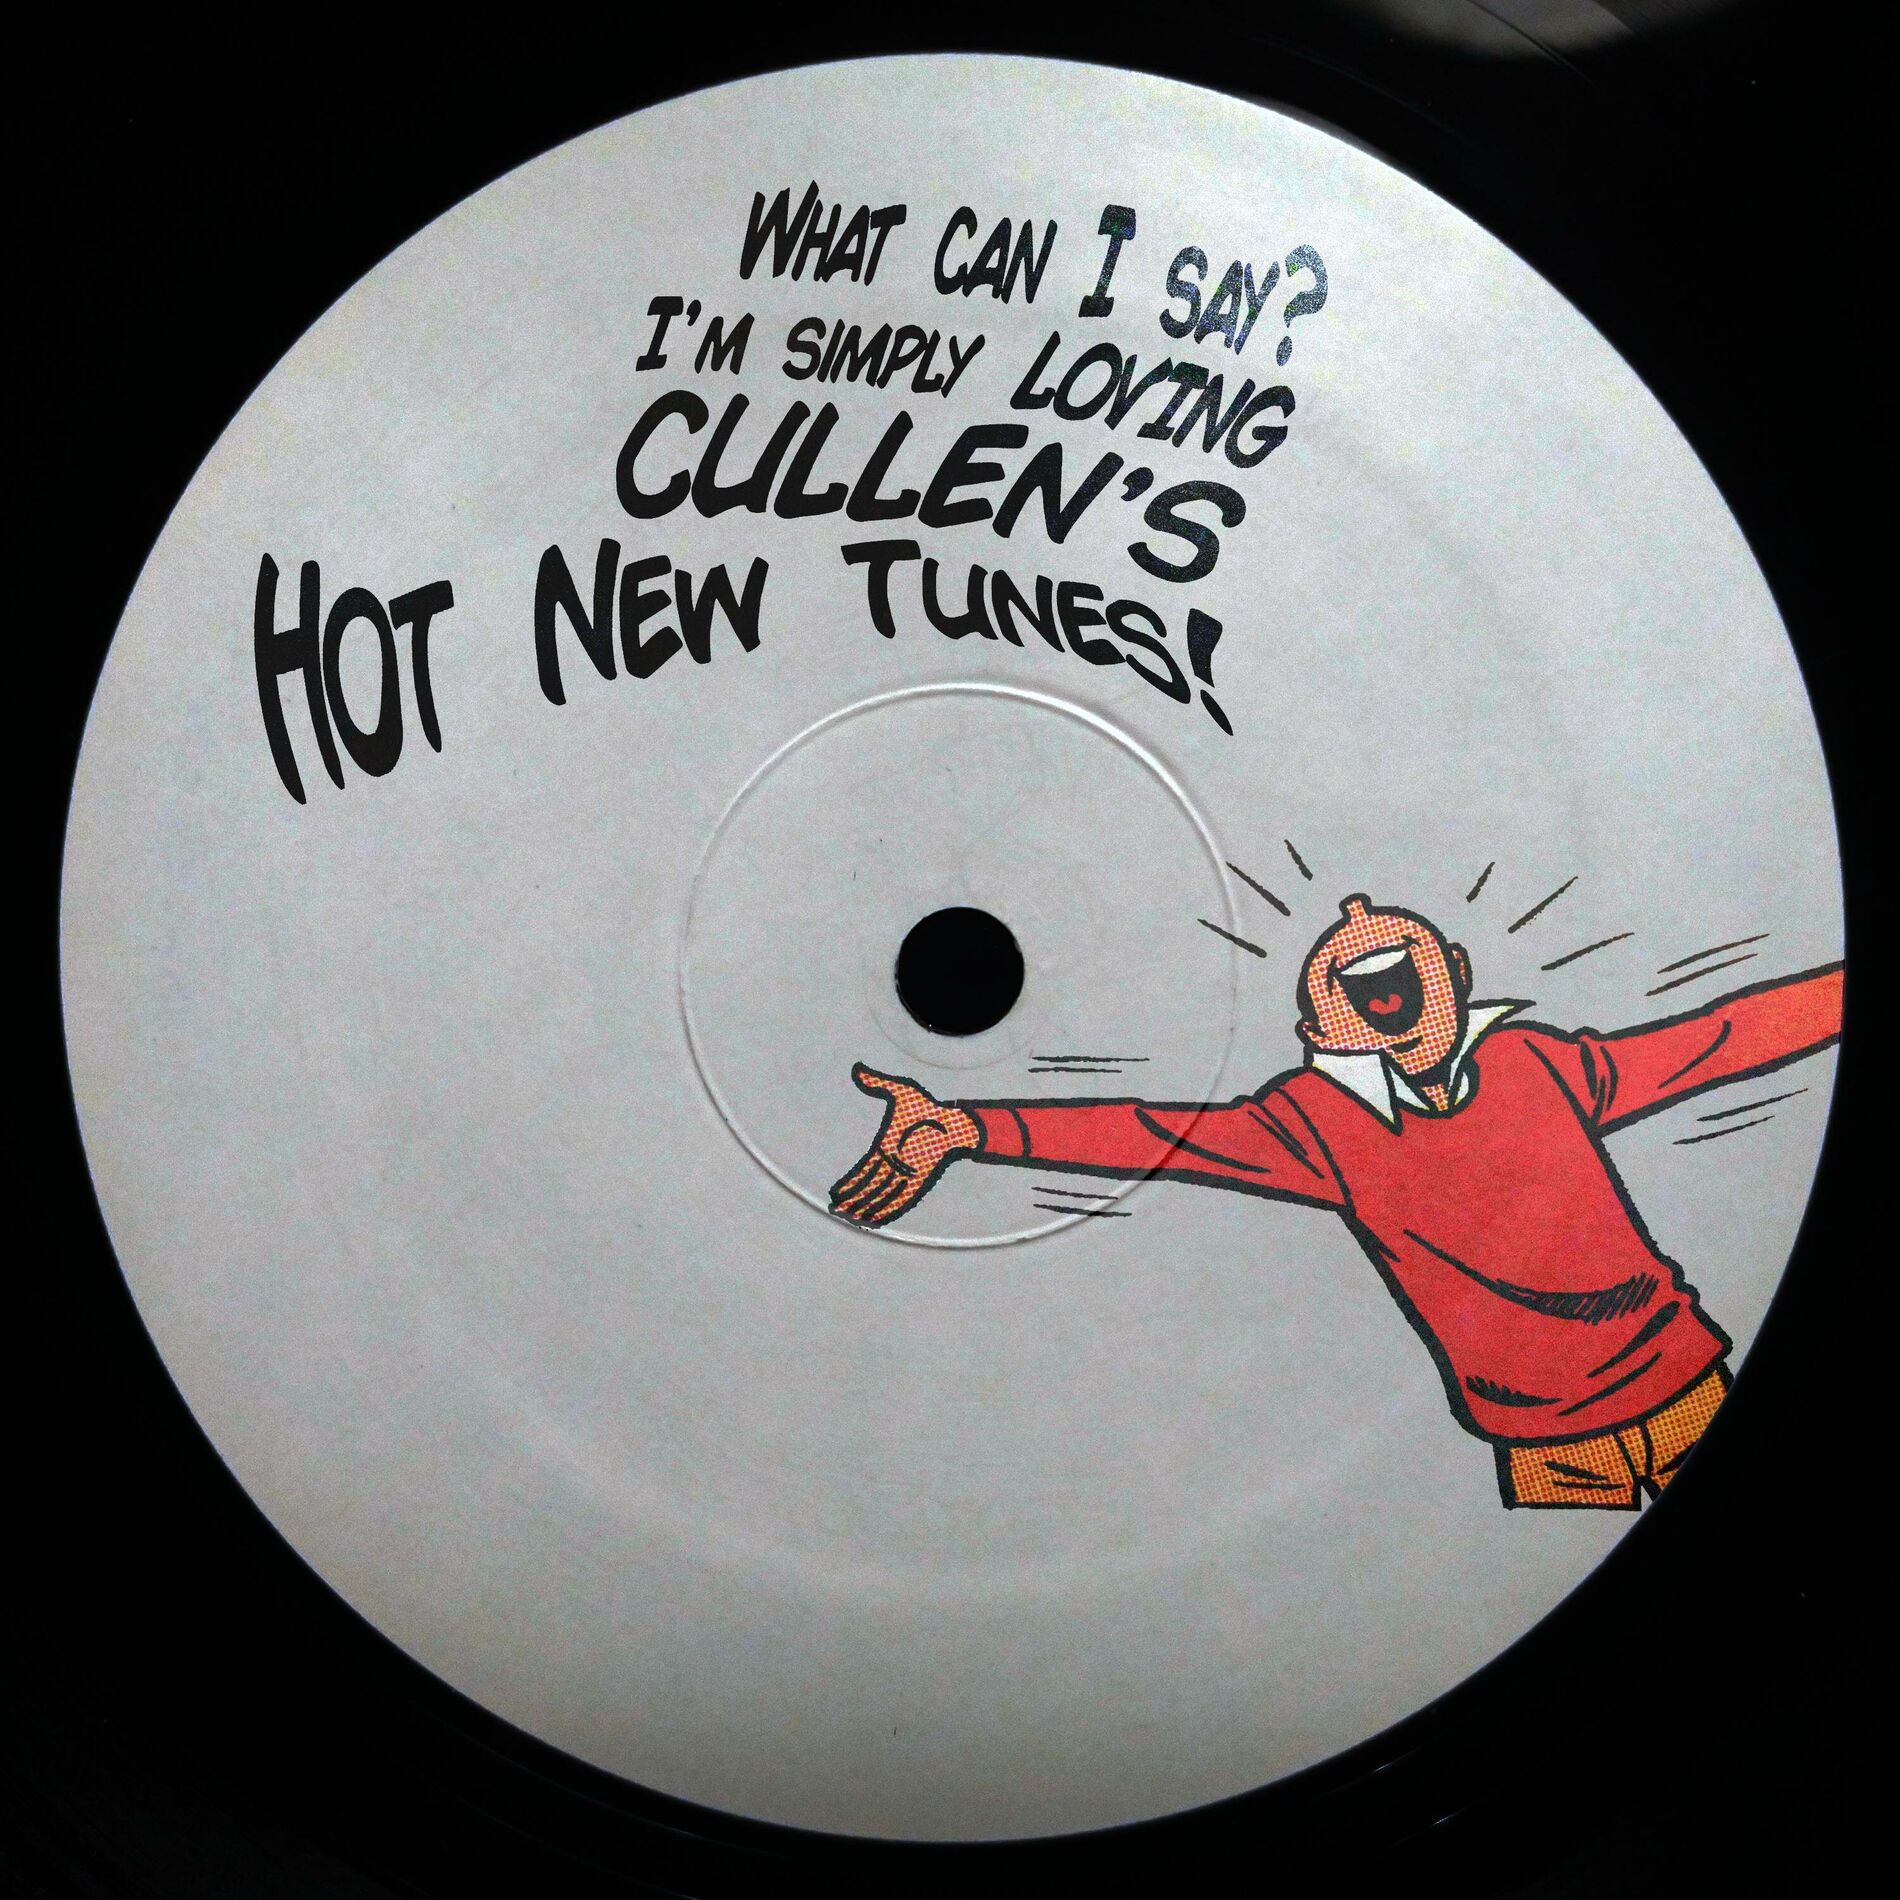 WHAT CAN I SAY?
I'M SIMPLY LOVING
CULLEN'S
HOT NEW TUNES!